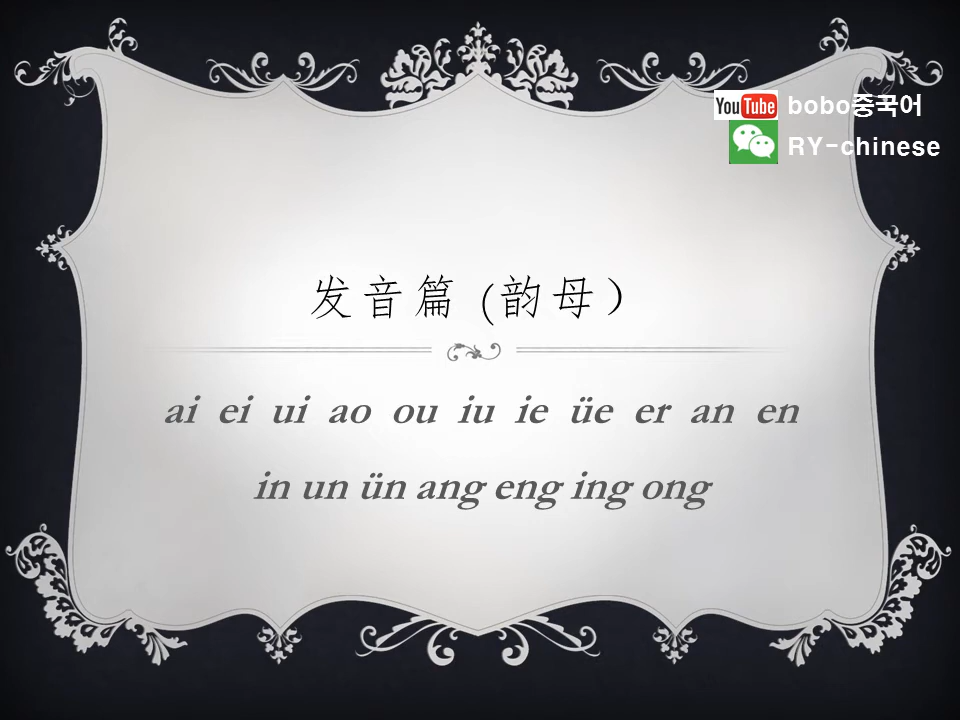 YouTube bobo중꾹어
RY-chinese
发音篇 (韵母）
ai ei ui ao ou iu ie üe er an en
in un ün ang eng ing ong